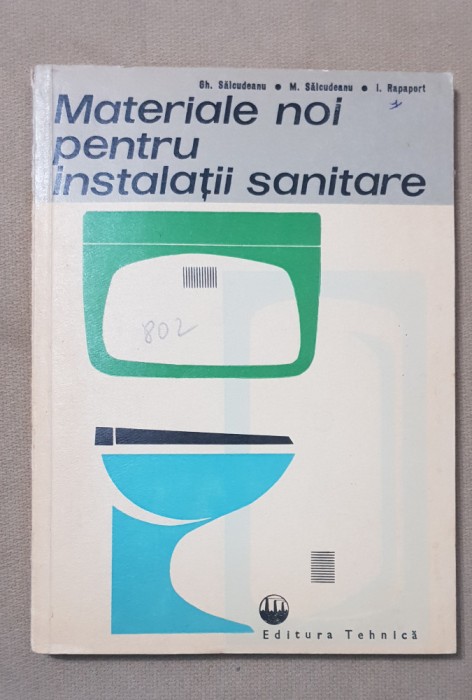 Gh. Sălcudeanu • M. Sălcudeanu • I. Rapaport
Materiale noi
pentru
instalații sanitare
802
Editura Tehnică